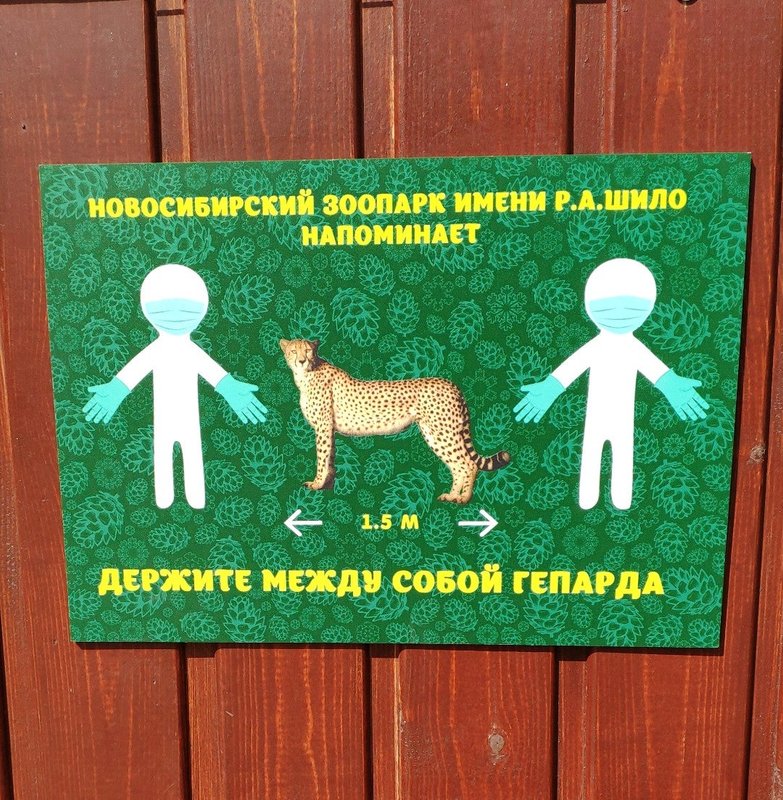 НОВОСИБИРСКИЙ ЗООПАРК ИМЕНИ Р.А.ШИЛО
НАПОМИНАЕТ
1.5 М
ДЕРЖИТЕ МЕЖДУ СОБОЙ ГЕПАРДА